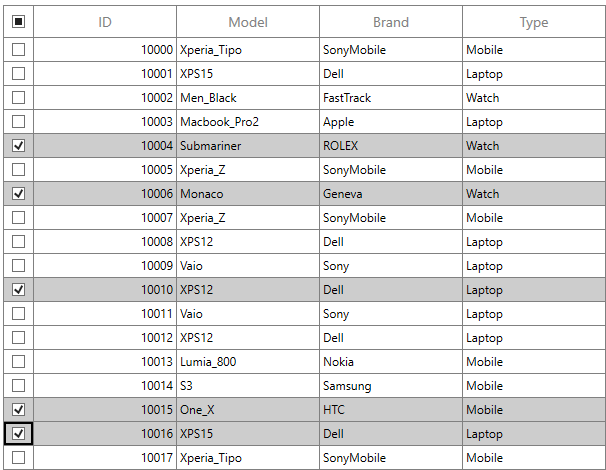 ID Model Brand Type
10000 Xperia_Tipo SonyMobile Mobile
10001 XPS15 Dell Laptop
10002 Men_Black FastTrack Watch
10003 Macbook_Pro2 Apple Laptop
10004 Submariner ROLEX Watch
10005 Xperia_Z SonyMobile Mobile
10006 Monaco Geneva Watch
10007 Xperia_Z SonyMobile Mobile
10008 XPS12 Dell Laptop
10009 Vaio Sony Laptop
10010 XPS12 Dell Laptop
10011 Vaio Sony Laptop
10012 XPS12 Dell Laptop
10013 Lumia_800 Nokia Mobile
10014 S3 Samsung Mobile
10015 One_X HTC Mobile
10016 XPS15 Dell Laptop
10017 Xperia_Tipo SonyMobile Mobile